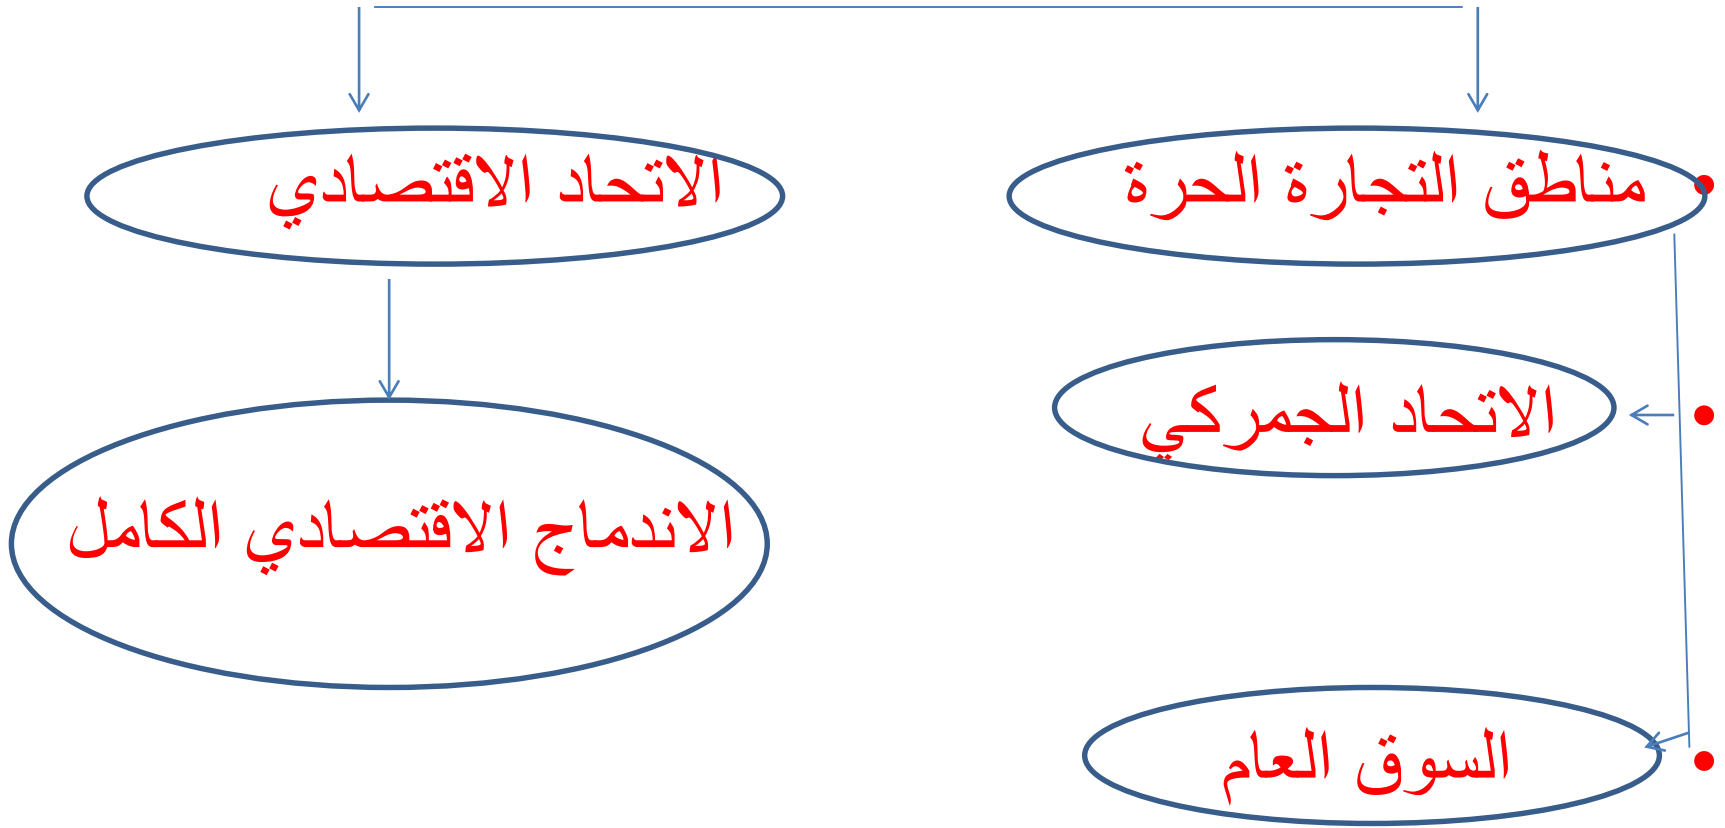 • مناطق التجارة الحرة
الاتحاد الاقتصادي
• الاتحاد الجمركي
الاندماج الاقتصادي الكامل
• السوق العام